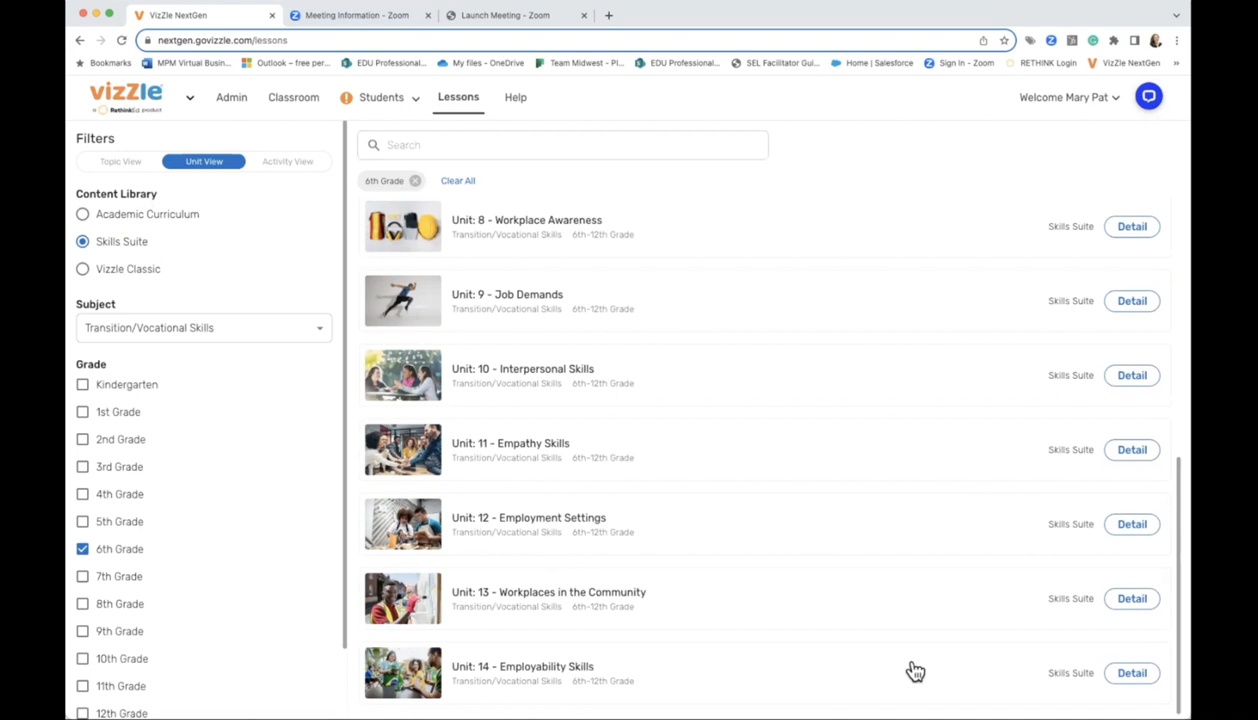 VizZle NextGen
Meeting Information - Zoom
Launch Meeting - Zoom
nextgen.govizzle.com/lessons
Bookmarks
MPM Virtual Busin...
Outlook – free per...
EDU Professional...
My files - OneDrive
Team Midwest - Pl...
EDU Professional...
SEL Facilitator Gui...
Home | Salesforce
Sign In - Zoom
RETHINK Login
VizZle NextGen
»
vizzle
a RethinkEd product
Admin
Classroom
Students
Lessons
Help
Welcome Mary Pat
Filters
Topic View
Unit View
Activity View
Content Library
Academic Curriculum
Skills Suite
Vizzle Classic
Subject
Transition/Vocational Skills
Grade
Kindergarten
1st Grade
2nd Grade
3rd Grade
4th Grade
5th Grade
6th Grade
7th Grade
8th Grade
9th Grade
10th Grade
11th Grade
12th Grade
Search
6th Grade
Clear All
Unit: 8 - Workplace Awareness
Transition/Vocational Skills 6th-12th Grade
Skills Suite
Detail
Unit: 9 - Job Demands
Transition/Vocational Skills 6th-12th Grade
Skills Suite
Detail
Unit: 10 - Interpersonal Skills
Transition/Vocational Skills 6th-12th Grade
Skills Suite
Detail
Unit: 11 - Empathy Skills
Transition/Vocational Skills 6th-12th Grade
Skills Suite
Detail
Unit: 12 - Employment Settings
Transition/Vocational Skills 6th-12th Grade
Skills Suite
Detail
Unit: 13 - Workplaces in the Community
Transition/Vocational Skills 6th-12th Grade
Skills Suite
Detail
Unit: 14 - Employability Skills
Transition/Vocational Skills 6th-12th Grade
Skills Suite
Detail